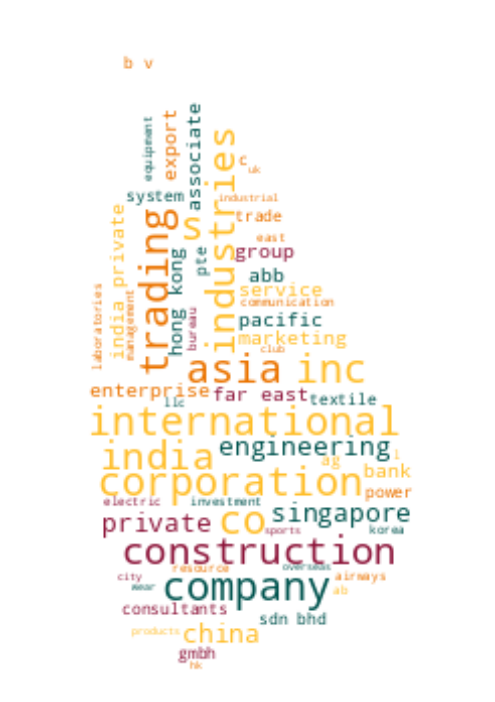 b v
equipment
export
associate
industries
c
uk
system
industrial
india private
trading
s
trade
east
hong kong
pte
group
abb
laboratories
management
bureau
service
communication
pacific
marketing
club
asia
inc
enterprise
far east
llc
textile
international
india
engineering
ag
l
corporation
bank
power
electric
investment
private
co
singapore
sports
korea
construction
resource
overseas
city
airways
wear
company
ab
consultants
sdn bhd
products
china
gmbh
hk